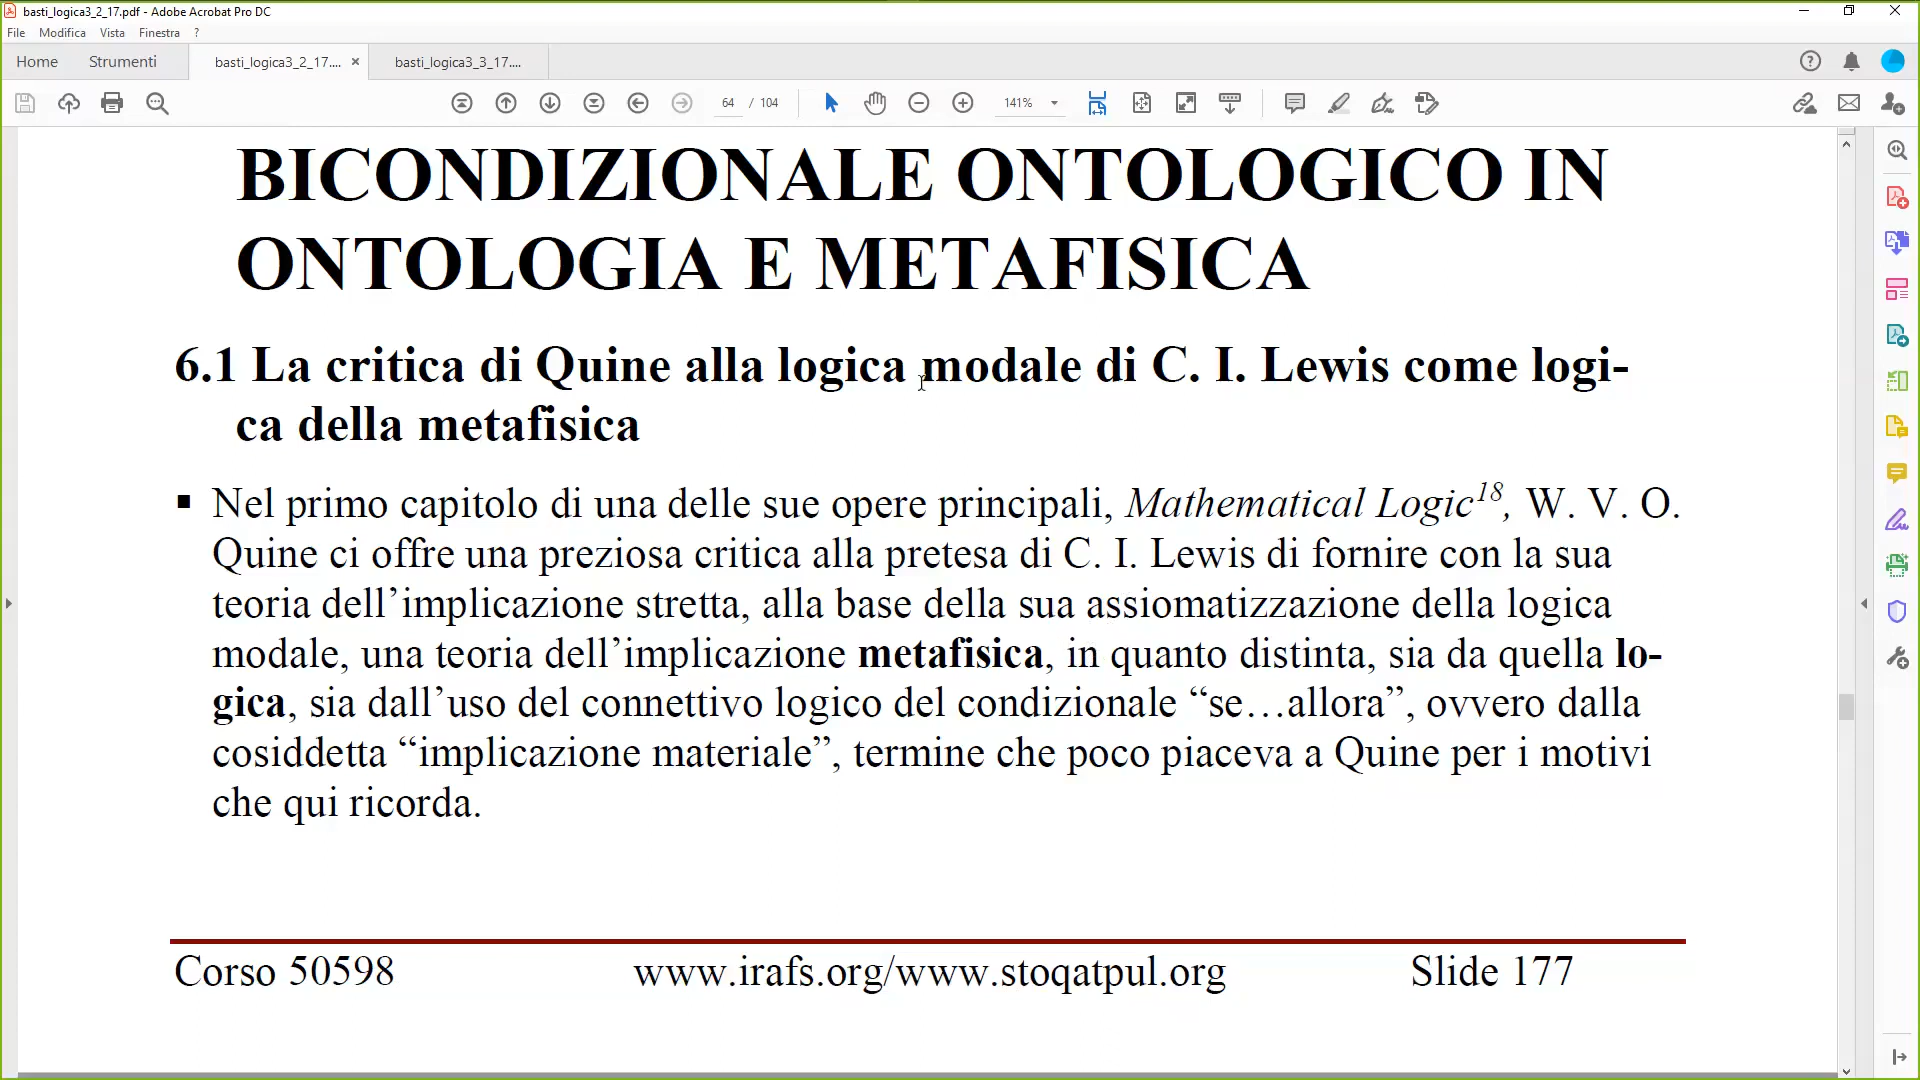 basti_logica3_2_17.pdf - Adobe Acrobat Pro DC
File Modifica Vista Finestra ?
Home Strumenti basti_logica3_2_17.... × basti_logica3_3_17....
64 / 104 141%
BICONDIZIONALE ONTOLOGICO IN
ONTOLOGIA E METAFISICA
6.1 La critica di Quine alla logica modale di C. I. Lewis come logi-
ca della metafisica
▪ Nel primo capitolo di una delle sue opere principali, Mathematical Logic18, W. V. O.
Quine ci offre una preziosa critica alla pretesa di C. I. Lewis di fornire con la sua
teoria dell’implicazione stretta, alla base della sua assiomatizzazione della logica
modale, una teoria dell’implicazione metafisica, in quanto distinta, sia da quella lo-
gica, sia dall’uso del connettivo logico del condizionale “se…allora”, ovvero dalla
cosiddetta “implicazione materiale”, termine che poco piaceva a Quine per i motivi
che qui ricorda.
Corso 50598 www.irafs.org/www.stoqatpul.org Slide 177